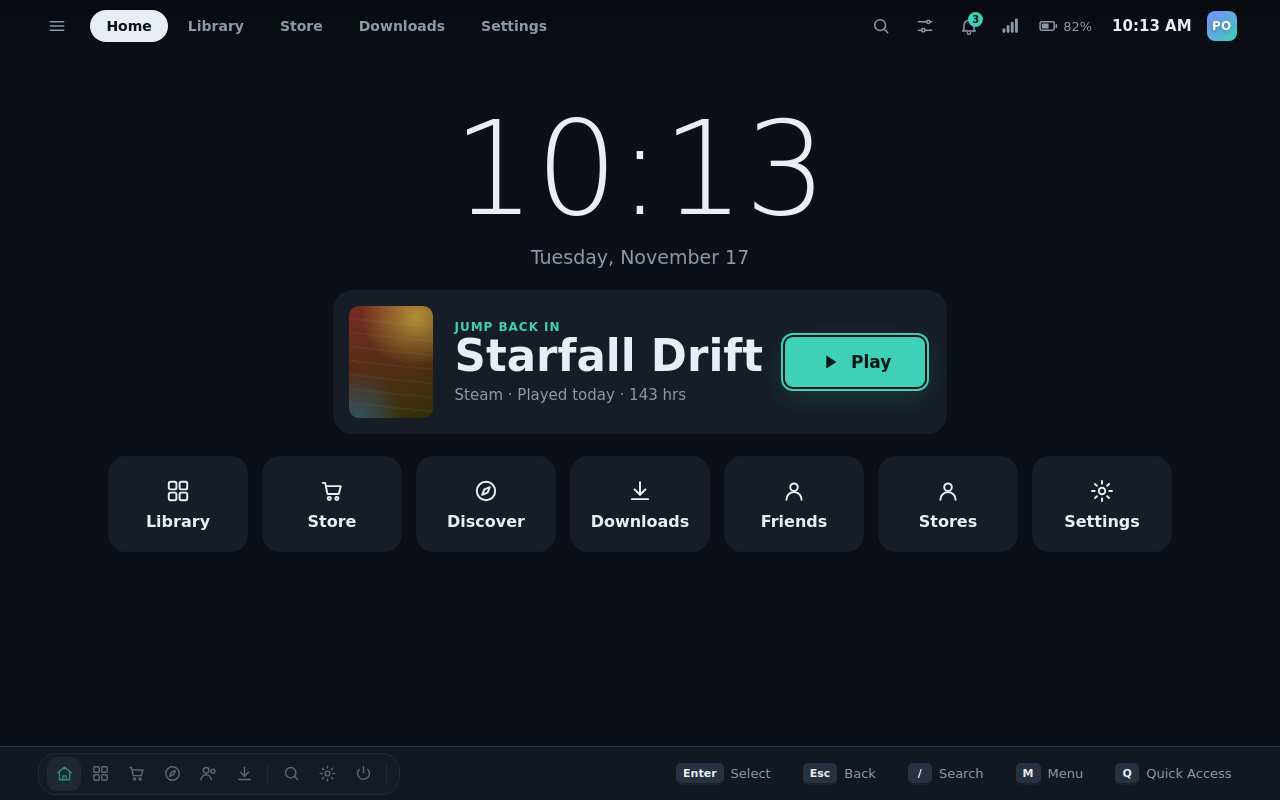 Home Library Store Downloads Settings 3 82% 10:13 AM PO
10:13
Tuesday, November 17
JUMP BACK IN
Starfall Drift
Steam · Played today · 143 hrs
Play
Library Store Discover Downloads Friends Stores Settings
Enter Select Esc Back / Search M Menu Q Quick Access